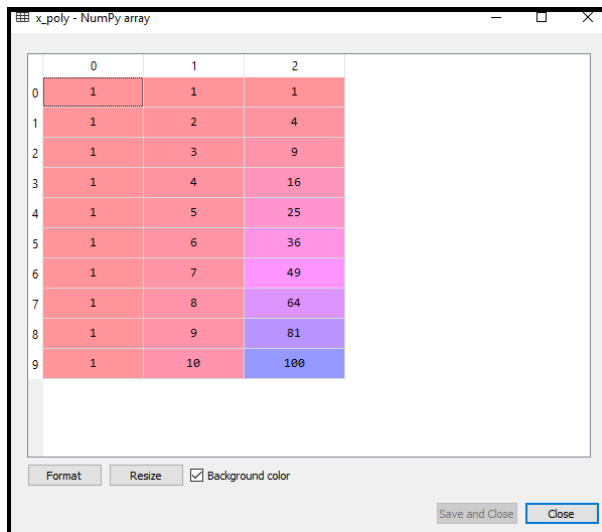 x_poly - NumPy array
0 1 2
0 1 1 1
1 1 2 4
2 1 3 9
3 1 4 16
4 1 5 25
5 1 6 36
6 1 7 49
7 1 8 64
8 1 9 81
9 1 10 100
Format Resize Background color
Save and Close Close